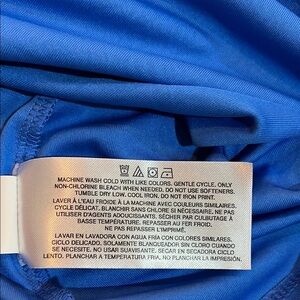 MACHINE WASH COLD WITH LIKE COLORS. GENTLE CYCLE. ONLY
NON-CHLORINE BLEACH WHEN NEEDED. DO NOT USE SOFTENERS.
TUMBLE DRY LOW. COOL IRON. DO NOT IRON PRINT.
LAVER À L'EAU FROIDE À LA MACHINE AVEC COULEURS SIMILARES.
CYCLE DÉLICAT. BLANCHIR SANS CHLORE SI NÉCESSAIRE. NE PAS
UTILISER D'AGENTS ADOUCISSANTS. SÉCHER PAR CULBUTAGE À
BASSE TEMPÉRATURE. REPASSER AU FER FROID.
NE PAS REPASSER L'IMPRESSION.
LAVAR EN LAVADORA CON AGUA FRÍA CON COLORES SIMILARES.
CICLO DELICADO. SOLAMENTE BLANQUEADOR SIN CLORO CUANDO
SE NECESITE. NO USAR SUAVIZANTE. SECAR EN SECADORA CICLO
LENTO. PLANCHAR A TEMPERATURA FRÍA. NO PLANCHAR LA IMPRESIÓN.